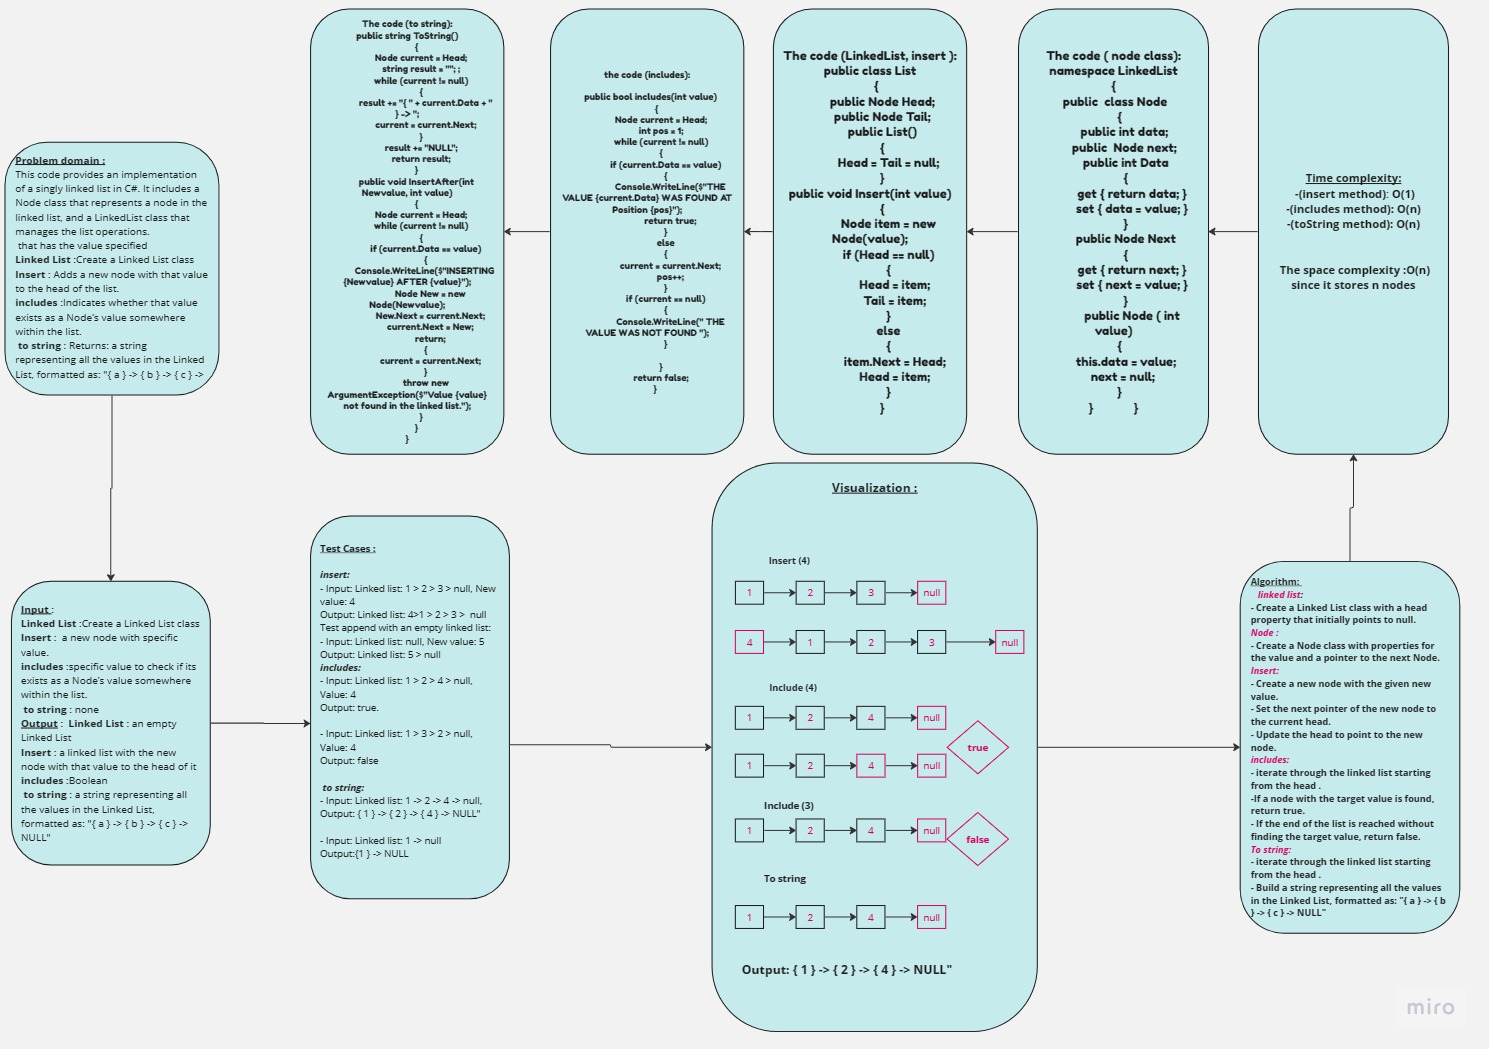 Problem domain :
This code provides an implementation
of a singly linked list in C#. It includes a
Node class that represents a node in the
linked list, and a LinkedList class that
manages the list operations.
that has the value specified
Linked List :Create a Linked List class
Insert : Adds a new node with that value
to the head of the list.
includes :Indicates whether that value
exists as a Node's value somewhere
within the list.
to string : Returns: a string
representing all the values in the Linked
List, formatted as: "{ a } -> { b } -> { c } ->
Input :
Linked List :Create a Linked List class
Insert : a new node with specific
value.
includes :specific value to check if its
exists as a Node's value somewhere
within the list.
to string : none
Output : Linked List : an empty
Linked List
Insert : a linked list with the new
node with that value to the head of it
includes :Boolean
to string : a string representing all
the values in the Linked List,
formatted as: "{ a } -> { b } -> { c } ->
NULL"
Test Cases :
insert:
- Input: Linked list: 1 > 2 > 3 > null, New
value: 4
Output: Linked list: 4>1 > 2 > 3 > null
Test append with an empty linked list:
- Input: Linked list: null, New value: 5
Output: Linked list: 5 > null
includes:
- Input: Linked list: 1 > 2 > 4 > null,
Value: 4
Output: true.
- Input: Linked list: 1 > 3 > 2 > null,
Value: 4
Output: false
to string:
- Input: Linked list: 1 -> 2 -> 4 -> null,
Output: { 1 } -> { 2 } -> { 4 } -> NULL"
- Input: Linked list: 1 -> null
Output:{1 } -> NULL
Visualization :
Insert (4)
1 2 3 null
4 1 2 3 null
Include (4)
1 2 4 null
true
1 2 4 null
Include (3)
1 2 4 null
false
To string
1 2 4 null
Output: { 1 } -> { 2 } -> { 4 } -> NULL"
Algorithm:
linked list:
- Create a Linked List class with a head
property that initially points to null.
Node :
- Create a Node class with properties for
the value and a pointer to the next Node.
Insert:
- Create a new node with the given new
value.
- Set the next pointer of the new node to
the current head.
- Update the head to point to the new
node.
includes:
- iterate through the linked list starting
from the head .
-If a node with the target value is found,
return true.
- If the end of the list is reached without
finding the target value, return false.
To string:
- iterate through the linked list starting
from the head .
- Build a string representing all the values
in the Linked List, formatted as: "{ a } -> { b
} -> { c } -> NULL"
Time complexity:
-(insert method): O(1)
-(includes method): O(n)
-(toString method): O(n)
The space complexity :O(n)
since it stores n nodes
The code ( node class):
namespace LinkedList
{
public class Node
{
public int data;
public Node next;
public int Data
{
get { return data; }
set { data = value; }
}
public Node Next
{
get { return next; }
set { next = value; }
}
public Node ( int
value)
{
this.data = value;
next = null;
}
} }
The code (LinkedList, insert ):
public class List
{
public Node Head;
public Node Tail;
public List()
{
Head = Tail = null;
}
public void Insert(int value)
{
Node item = new
Node(value);
if (Head == null)
{
Head = item;
Tail = item;
}
else
{
item.Next = Head;
Head = item;
}
}
the code (includes):
public bool includes(int value)
{
Node current = Head;
int pos = 1;
while (current != null)
{
if (current.Data == value)
{
Console.WriteLine($"THE
VALUE {current.Data} WAS FOUND AT
Position {pos}");
return true;
}
else
{
current = current.Next;
pos++;
}
if (current == null)
{
Console.WriteLine(" THE
VALUE WAS NOT FOUND ");
}
}
return false;
}
The code (to string):
public string ToString()
{
Node current = Head;
string result = ""; ;
while (current != null)
{
result += "{ " + current.Data + "
} -> ";
current = current.Next;
}
result += "NULL";
return result;
}
public void InsertAfter(int
Newvalue, int value)
{
Node current = Head;
while (current != null)
{
if (current.Data == value)
{
Console.WriteLine($"INSERTING
{Newvalue} AFTER {value}");
Node New = new
Node(Newvalue);
New.Next = current.Next;
current.Next = New;
return;
{
current = current.Next;
}
throw new
ArgumentException($"Value {value}
not found in the linked list.");
}
}
}
miro